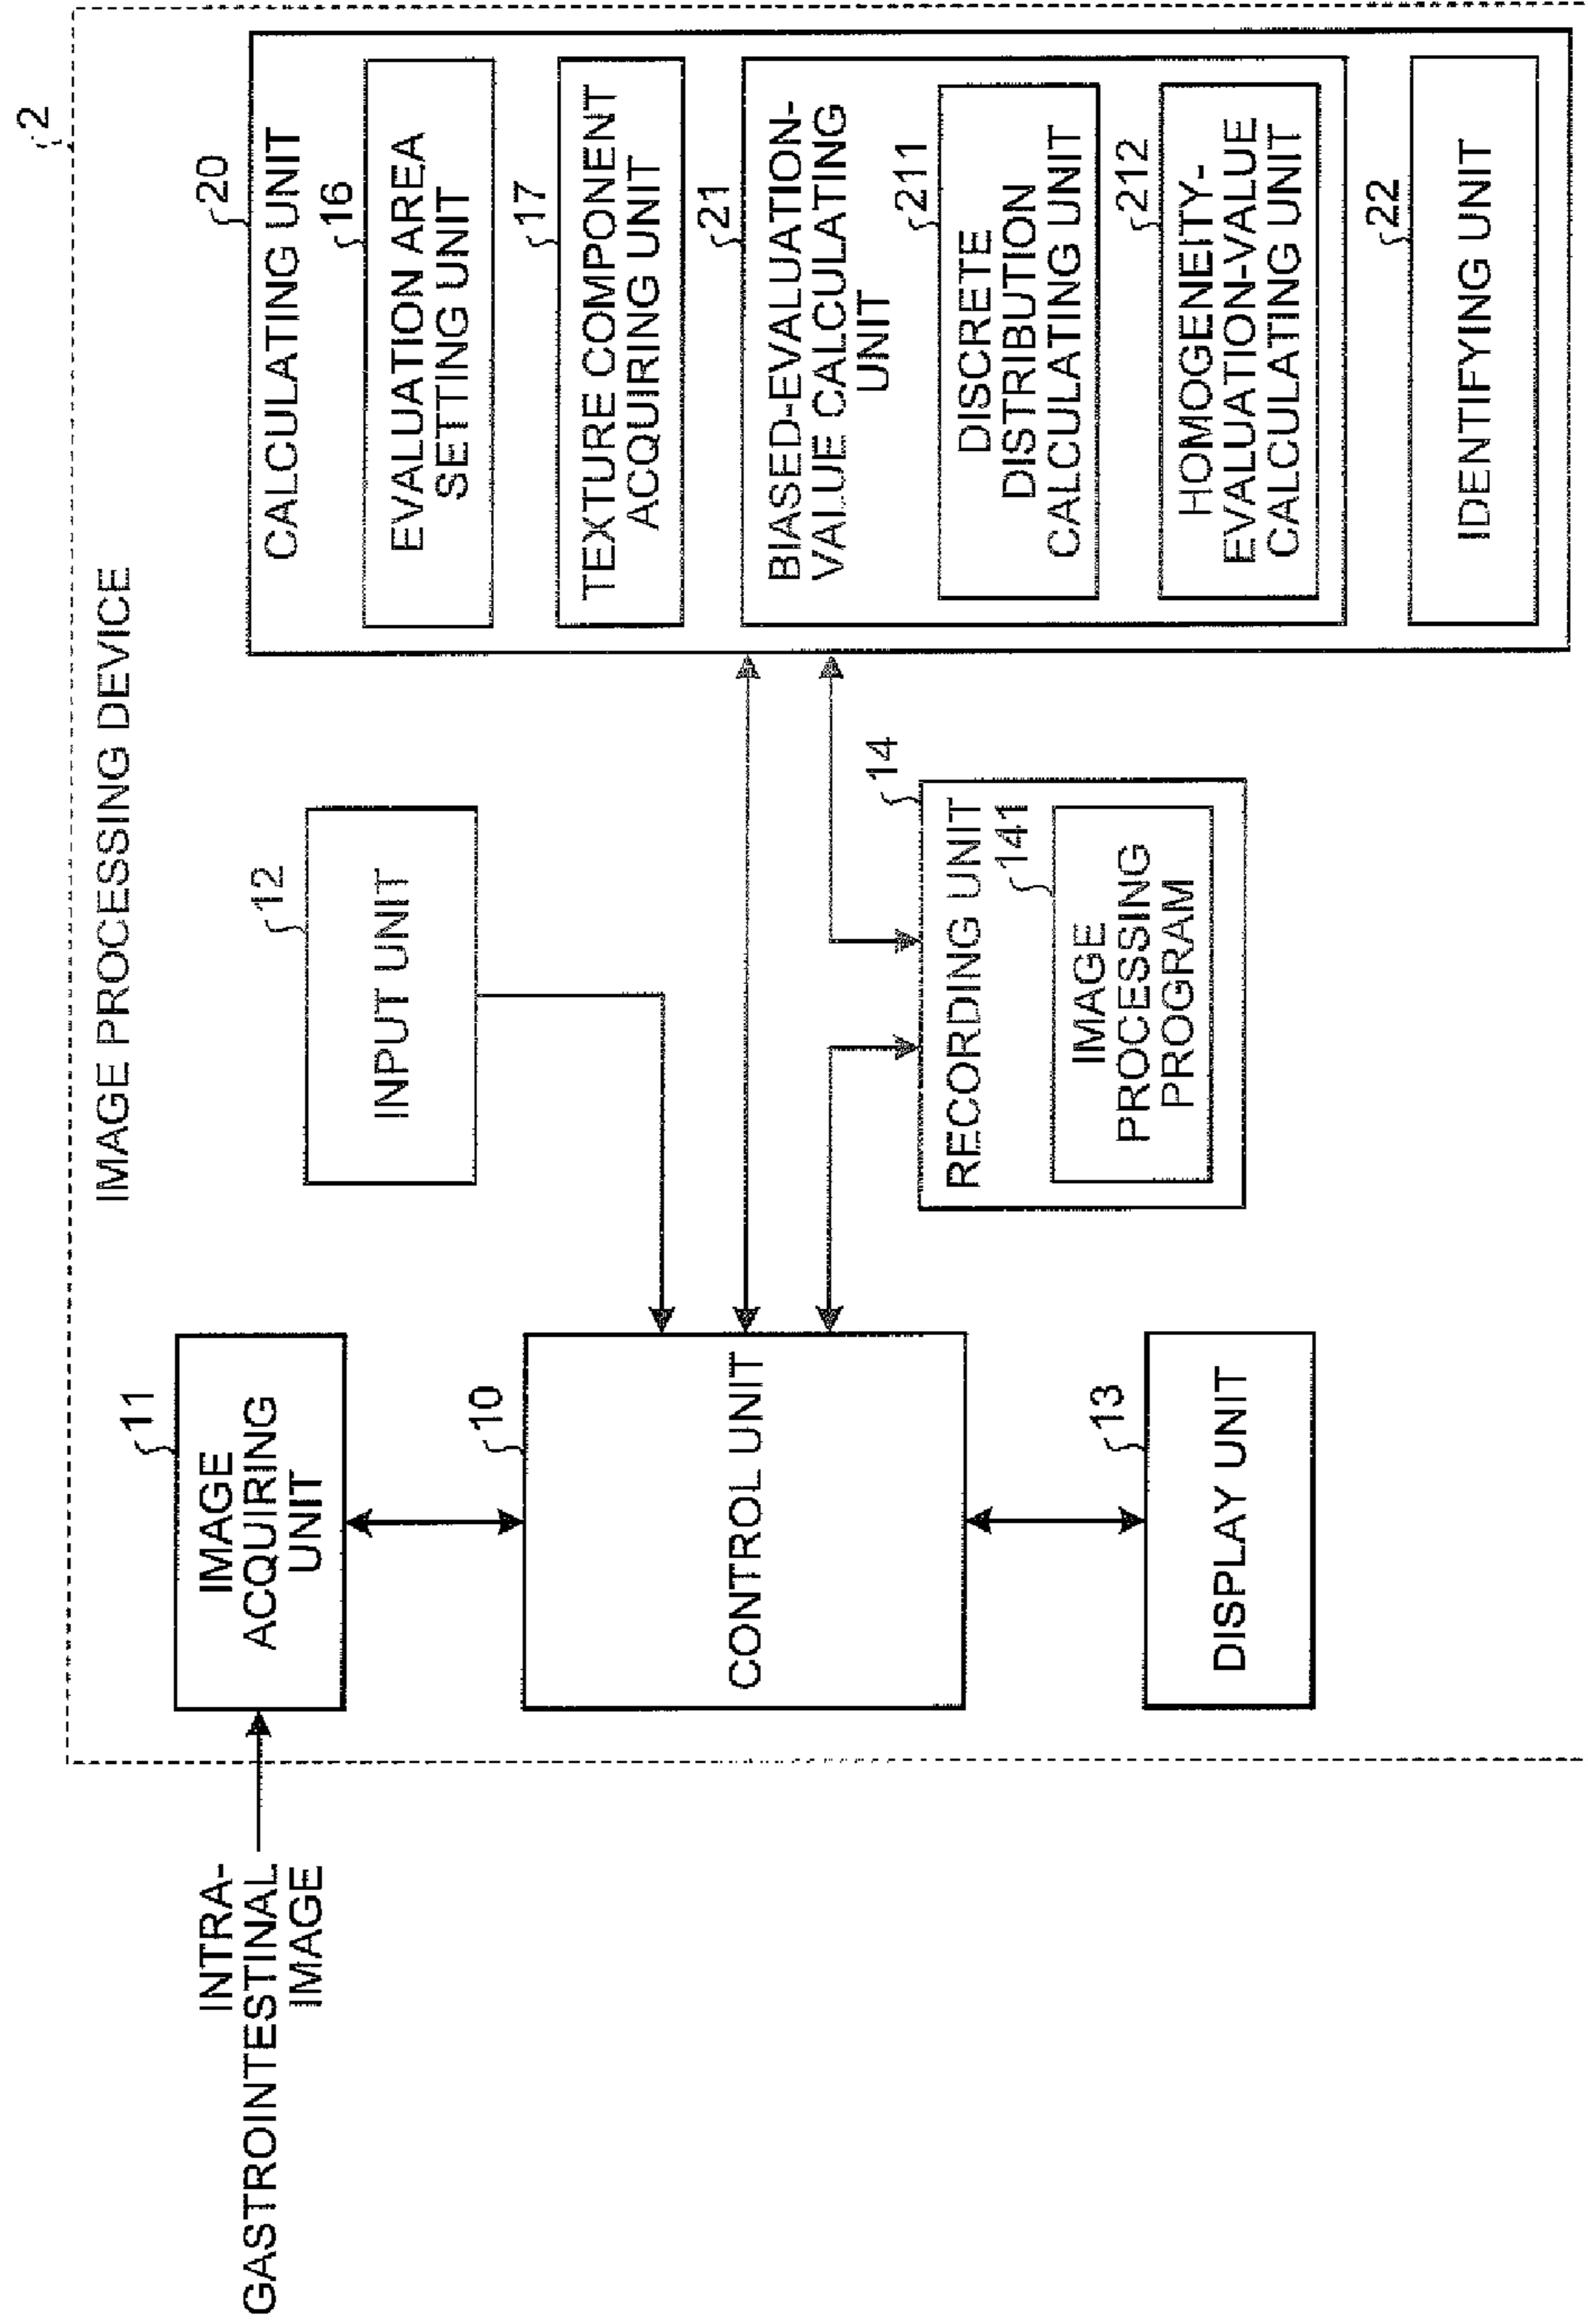 2
IMAGE PROCESSING DEVICE
INTRA-
GASTROINTESTINAL
IMAGE
11
IMAGE
ACQUIRING
UNIT
10
CONTROL UNIT
13
DISPLAY UNIT
12
INPUT UNIT
14
RECORDING UNIT
141
IMAGE
PROCESSING
PROGRAM
20
CALCULATING UNIT
16
EVALUATION AREA
SETTING UNIT
17
TEXTURE COMPONENT
ACQUIRING UNIT
21
BIASED-EVALUATION-
VALUE CALCULATING
UNIT
211
DISCRETE
DISTRIBUTION
CALCULATING UNIT
212
HOMOGENEITY-
EVALUATION-VALUE
CALCULATING UNIT
22
IDENTIFYING UNIT